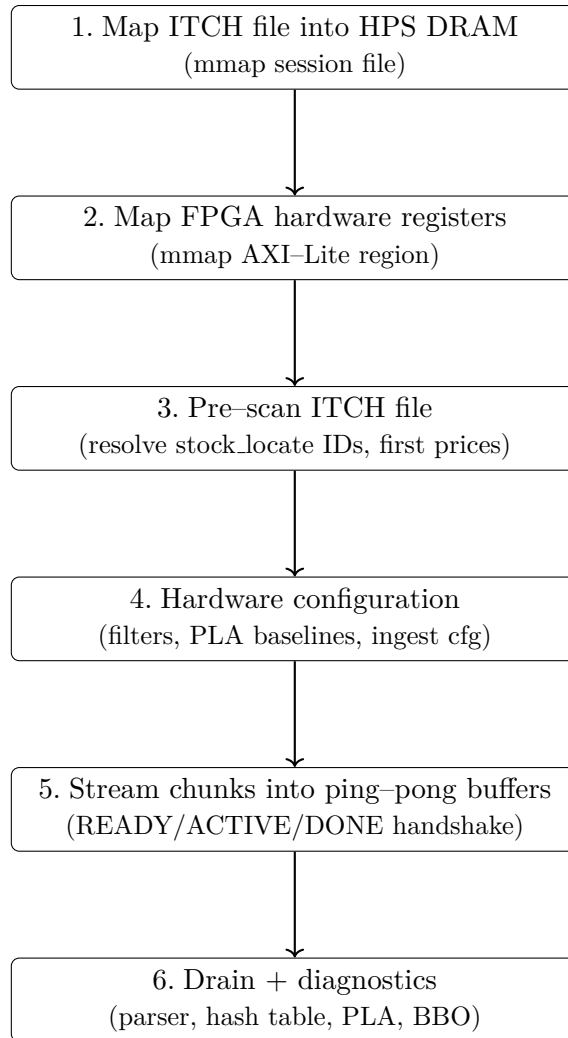 1. Map ITCH file into HPS DRAM
(mmap session file)
2. Map FPGA hardware registers
(mmap AXI–Lite region)
3. Pre–scan ITCH file
(resolve stock_locate IDs, first prices)
4. Hardware configuration
(filters, PLA baselines, ingest cfg)
5. Stream chunks into ping–pong buffers
(READY/ACTIVE/DONE handshake)
6. Drain + diagnostics
(parser, hash table, PLA, BBO)